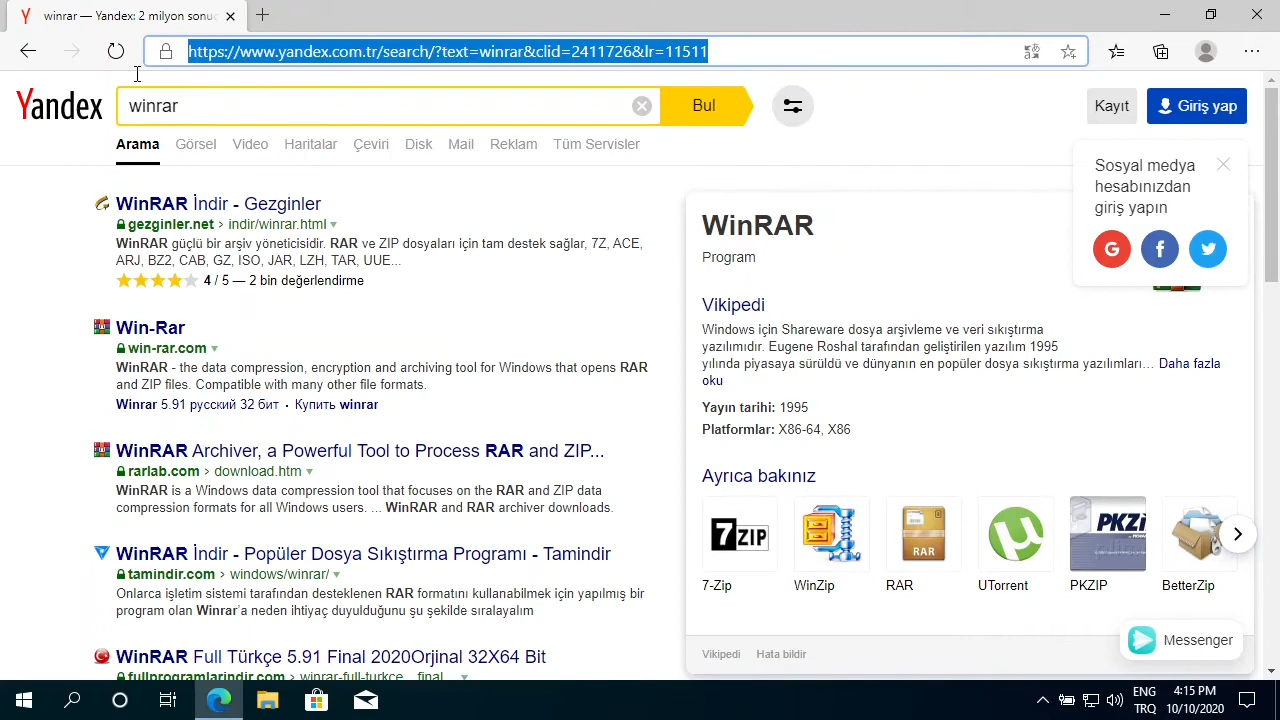 winrar — Yandex: 2 milyon sonuç
https://www.yandex.com.tr/search/?text=winrar&clid=2411726&lr=11511
Yandex
winrar
Bul
Kayıt
Giriş yap
Arama Görsel Video Haritalar Çeviri Disk Mail Reklam Tüm Servisler
Sosyal medya
hesabınızdan
giriş yapın
WinRAR İndir - Gezginler
gezginler.net › indir/winrar.html
WinRAR güçlü bir arşiv yöneticisidir. RAR ve ZIP dosyaları için tam destek sağlar, 7Z, ACE,
ARJ, BZ2, CAB, GZ, ISO, JAR, LZH, TAR, UUE...
4 / 5 — 2 bin değerlendirme
Win-Rar
win-rar.com
WinRAR - the data compression, encryption and archiving tool for Windows that opens RAR
and ZIP files. Compatible with many other file formats.
Winrar 5.91 русский 32 бит · Купить winrar
WinRAR Archiver, a Powerful Tool to Process RAR and ZIP...
rarlab.com › download.htm
WinRAR is a Windows data compression tool that focuses on the RAR and ZIP data
compression formats for all Windows users. ... WinRAR and RAR archiver downloads.
WinRAR İndir - Popüler Dosya Sıkıştırma Programı - Tamindir
tamindir.com › windows/winrar/
Onlarca işletim sistemi tarafından desteklenen RAR formatını kullanabilmek için yapılmış bir
program olan Winrar'a neden ihtiyaç duyulduğunu şu şekilde sıralayalım
WinRAR Full Türkçe 5.91 Final 2020Orjinal 32X64 Bit
fullprogramlarindir.com › winrar-full-turkce... final...
WinRAR
Program
Vikipedi
Windows için Shareware dosya arşivleme ve veri sıkıştırma
yazılımıdır. Eugene Roshal tarafından geliştirilen yazılım 1995
yılında piyasaya sürüldü ve dünyanın en popüler dosya sıkıştırma yazılımları... Daha fazla
oku
Yayın tarihi: 1995
Platformlar: X86-64, X86
Ayrıca bakınız
7 ZIP
RAR
PKZi
7-Zip WinZip RAR UTorrent PKZIP BetterZip
Vikipedi Hata bildir
Messenger
ENG
TRQ
4:15 PM
10/10/2020